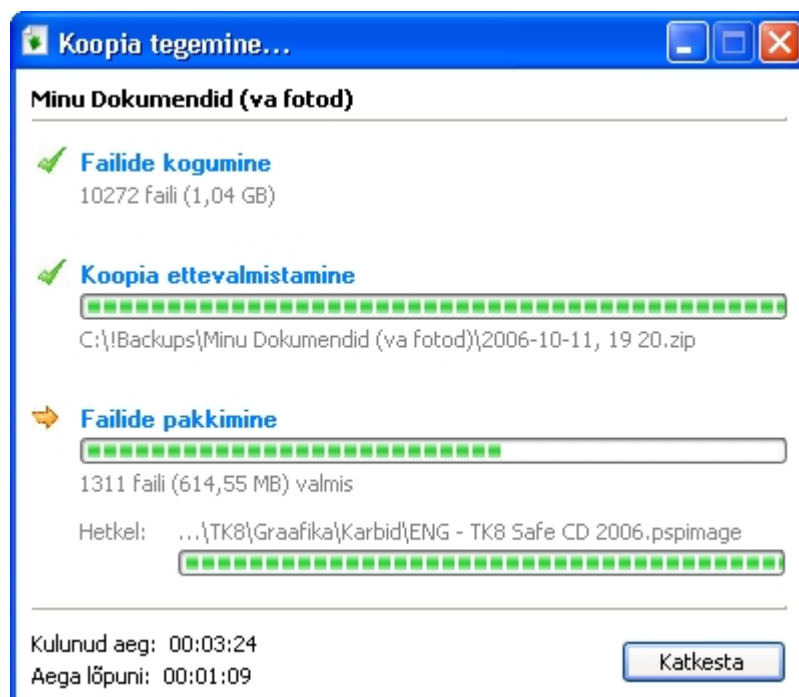 Koopia tegemine...
Minu Dokumendid (va fotod)
Failide kogumine
10272 faili (1,04 GB)
Koopia ettevalmistamine
C:\!Backups\Minu Dokumendid (va fotod)\2006-10-11, 19 20.zip
Failide pakkimine
1311 faili (614,55 MB) valmis
Hetkel: ...\TK8\Graafika\Karbid\ENG - TK8 Safe CD 2006.pspimage
Kulunud aeg: 00:03:24
Aega lõpuni: 00:01:09
Katkesta